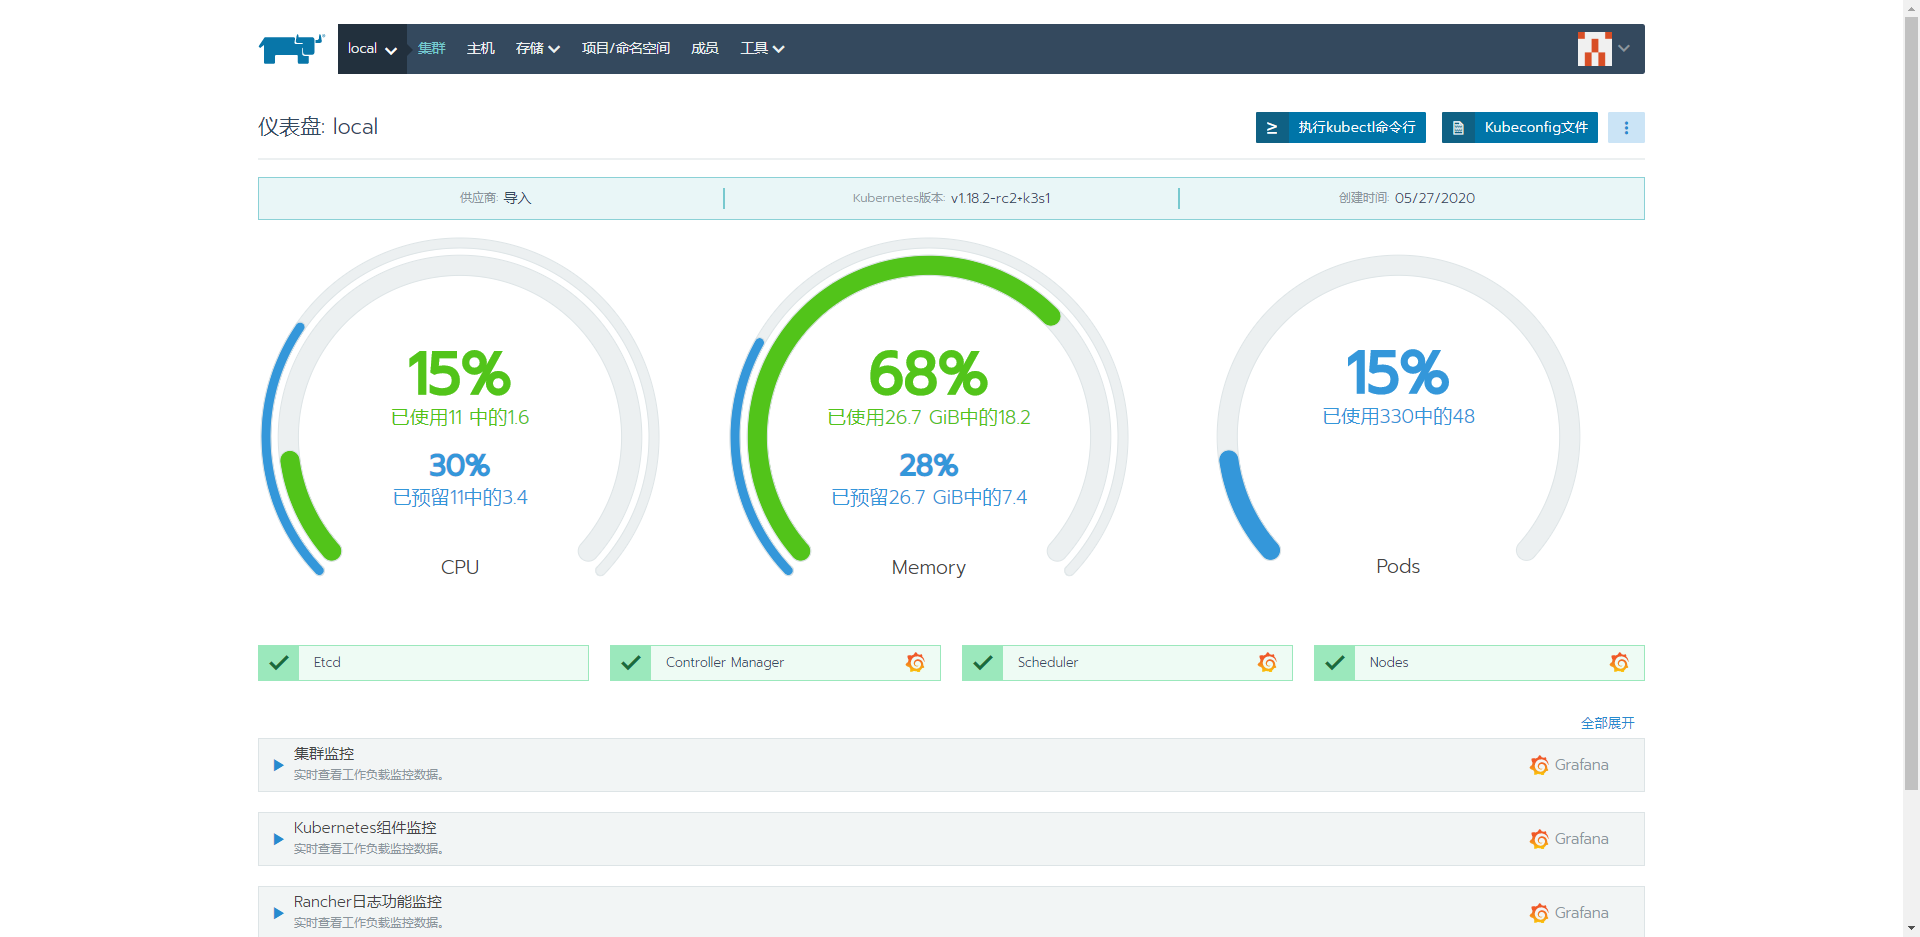 local 集群 主机 存储 项目/命名空间 成员 工具
仪表盘: local
执行kubectl命令行 Kubeconfig文件
供应商: 导入 Kubernetes版本: v1.18.2-rc2+k3s1 创建时间: 05/27/2020
15% 68% 15%
已使用11 中的1.6 已使用26.7 GiB中的18.2 已使用330中的48
30% 28%
已预留11中的3.4 已预留26.7 GiB中的7.4
CPU Memory Pods
Etcd Controller Manager Scheduler Nodes
全部展开
集群监控
实时查看工作负载监控数据。 Grafana
Kubernetes组件监控
实时查看工作负载监控数据。 Grafana
Rancher日志功能监控
实时查看工作负载监控数据。 Grafana